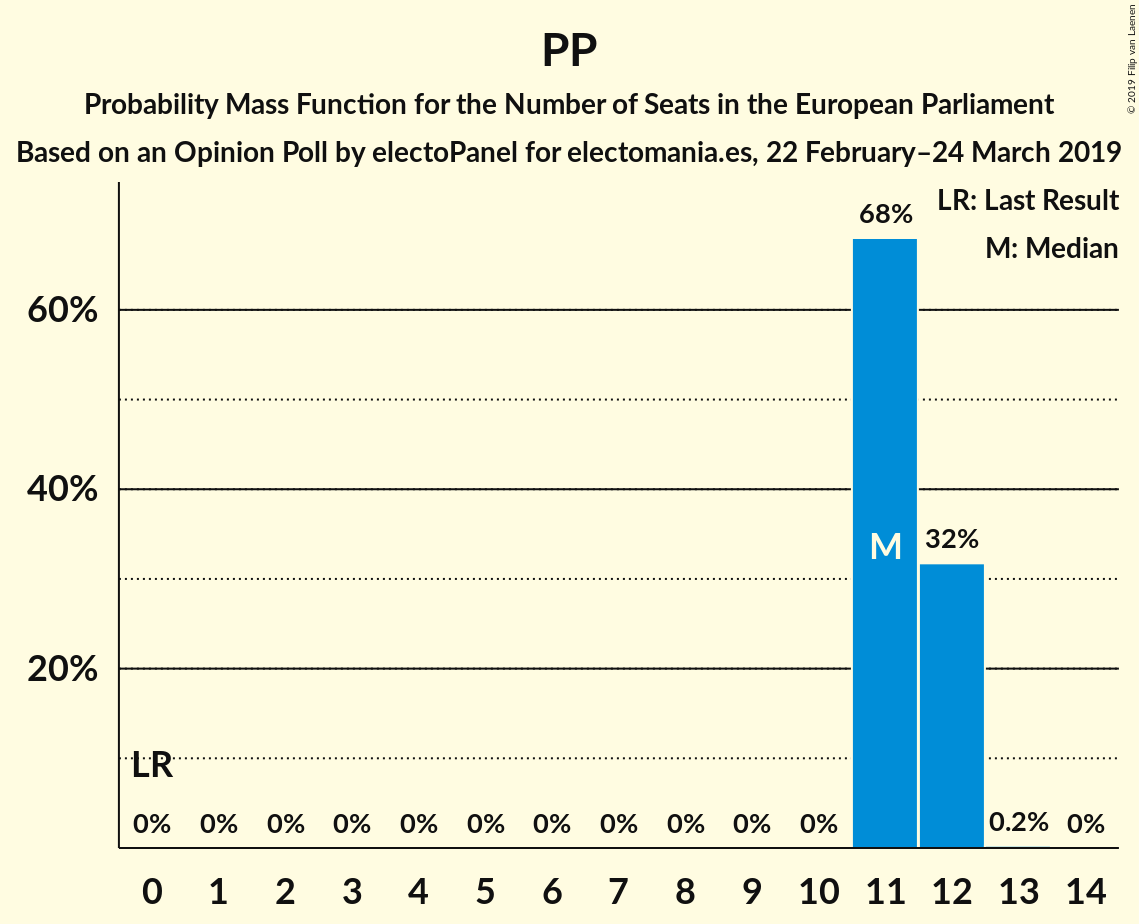 PP
Probability Mass Function for the Number of Seats in the European Parliament
Based on an Opinion Poll by electoPanel for electomania.es, 22 February–24 March 2019
© 2019 Filip van Laenen
LR: Last Result
M: Median
68%
60%
40%
M
32%
20%
LR
0% 0% 0% 0% 0% 0% 0% 0% 0% 0% 0% 0.2% 0%
0 1 2 3 4 5 6 7 8 9 10 11 12 13 14